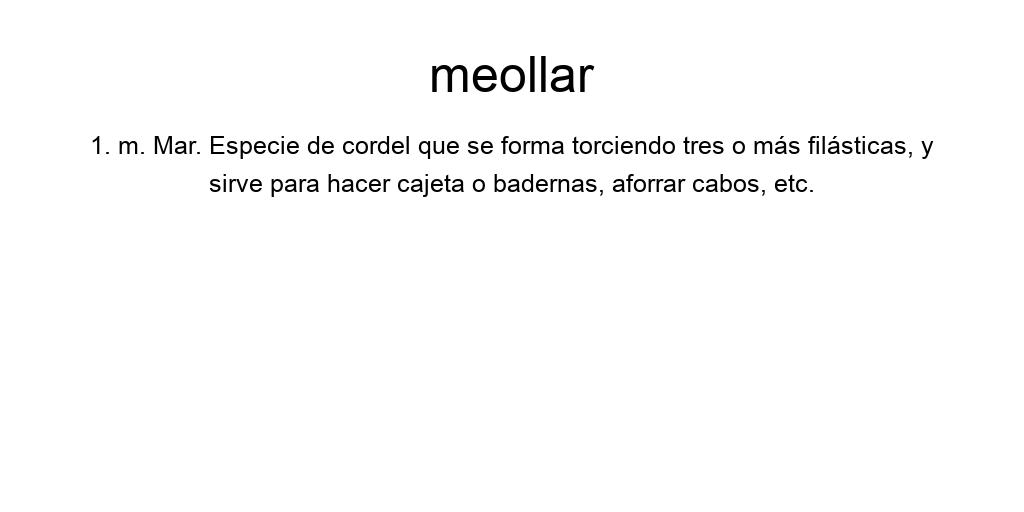 meollar
1. m. Mar. Especie de cordel que se forma torciendo tres o más filásticas, y
sirve para hacer cajeta o badernas, aforrar cabos, etc.